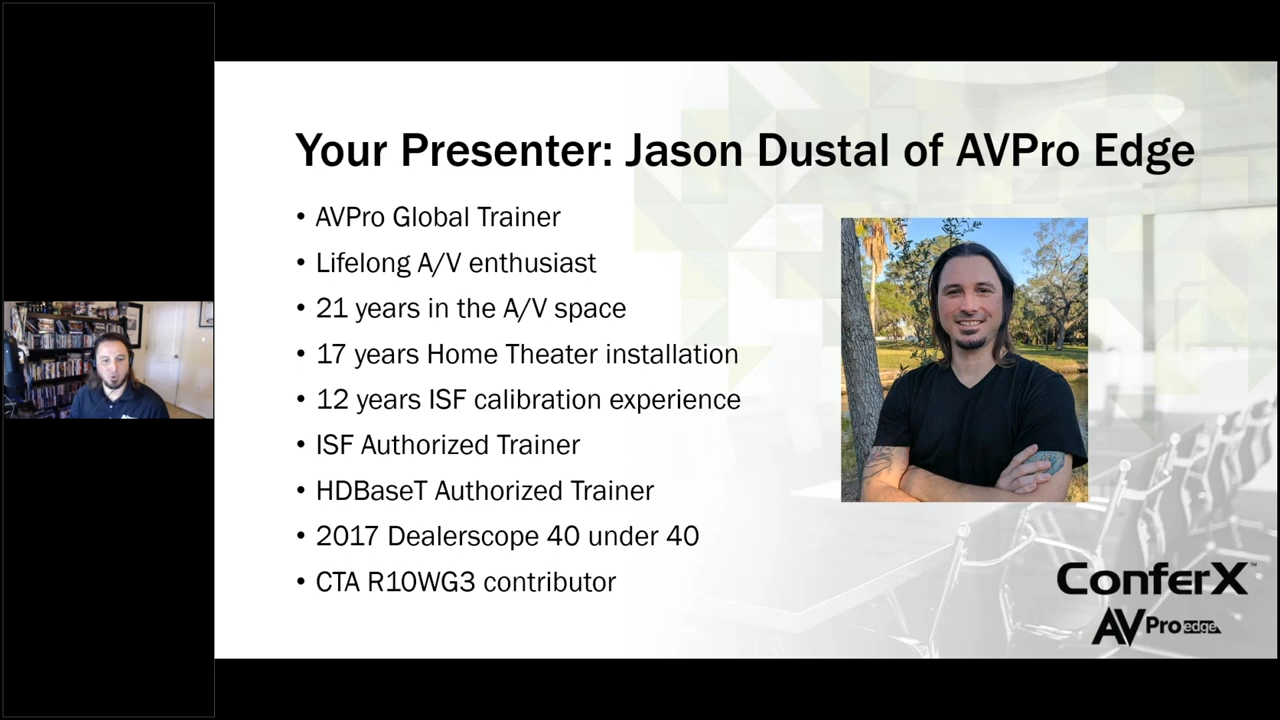 Your Presenter: Jason Dustal of AVPro Edge
• AVPro Global Trainer
• Lifelong A/V enthusiast
• 21 years in the A/V space
• 17 years Home Theater installation
• 12 years ISF calibration experience
• ISF Authorized Trainer
• HDBaseT Authorized Trainer
• 2017 Dealerscope 40 under 40
• CTA R10WG3 contributor
ConferX™
AVPro edge